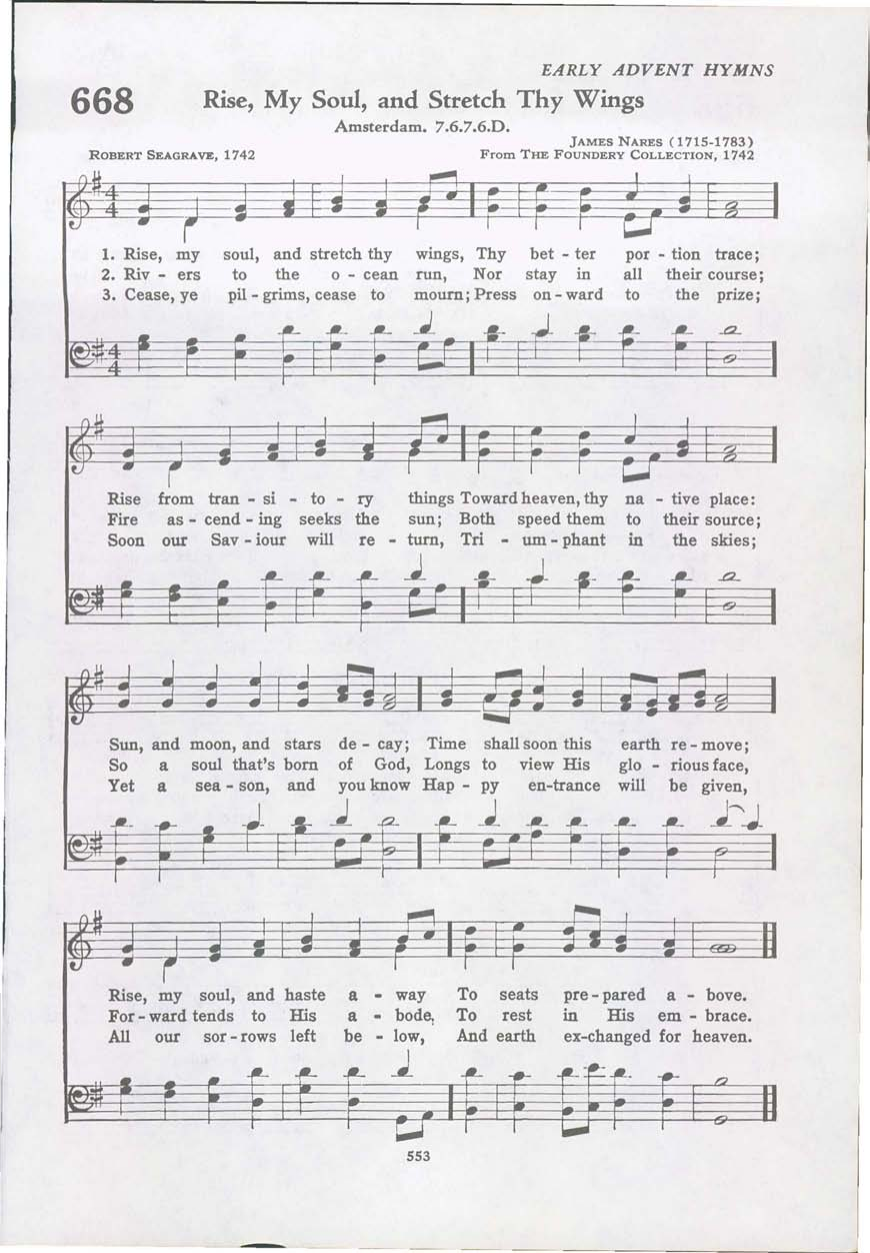 EARLY ADVENT HYMNS
668 Rise, My Soul, and Stretch Thy Wings
Amsterdam. 7.6.7.6.D.
JAMES NARES (1715-1783)
ROBERT SEAGRAVE, 1742 From THE FOUNDERY COLLECTION, 1742
1. Rise, my soul, and stretch thy wings, Thy bet - ter por - tion trace;
2. Riv - ers to the o - cean run, Nor stay in all their course;
3. Cease, ye pil - grims, cease to mourn; Press on - ward to the prize;
Rise from tran - si - to - ry things Toward heaven, thy na - tive place:
Fire as - cend - ing seeks the sun; Both speed them to their source;
Soon our Sav - iour will re - turn, Tri - um - phant in the skies;
Sun, and moon, and stars de - cay; Time shall soon this earth re - move;
So a soul that's born of God, Longs to view His glo - rious face,
Yet a sea - son, and you know Hap - py en-trance will be given,
Rise, my soul, and haste a - way To seats pre - pared a - bove.
For - ward tends to His a - bode, To rest in His em - brace.
All our sor - rows left be - low, And earth ex-changed for heaven.
553